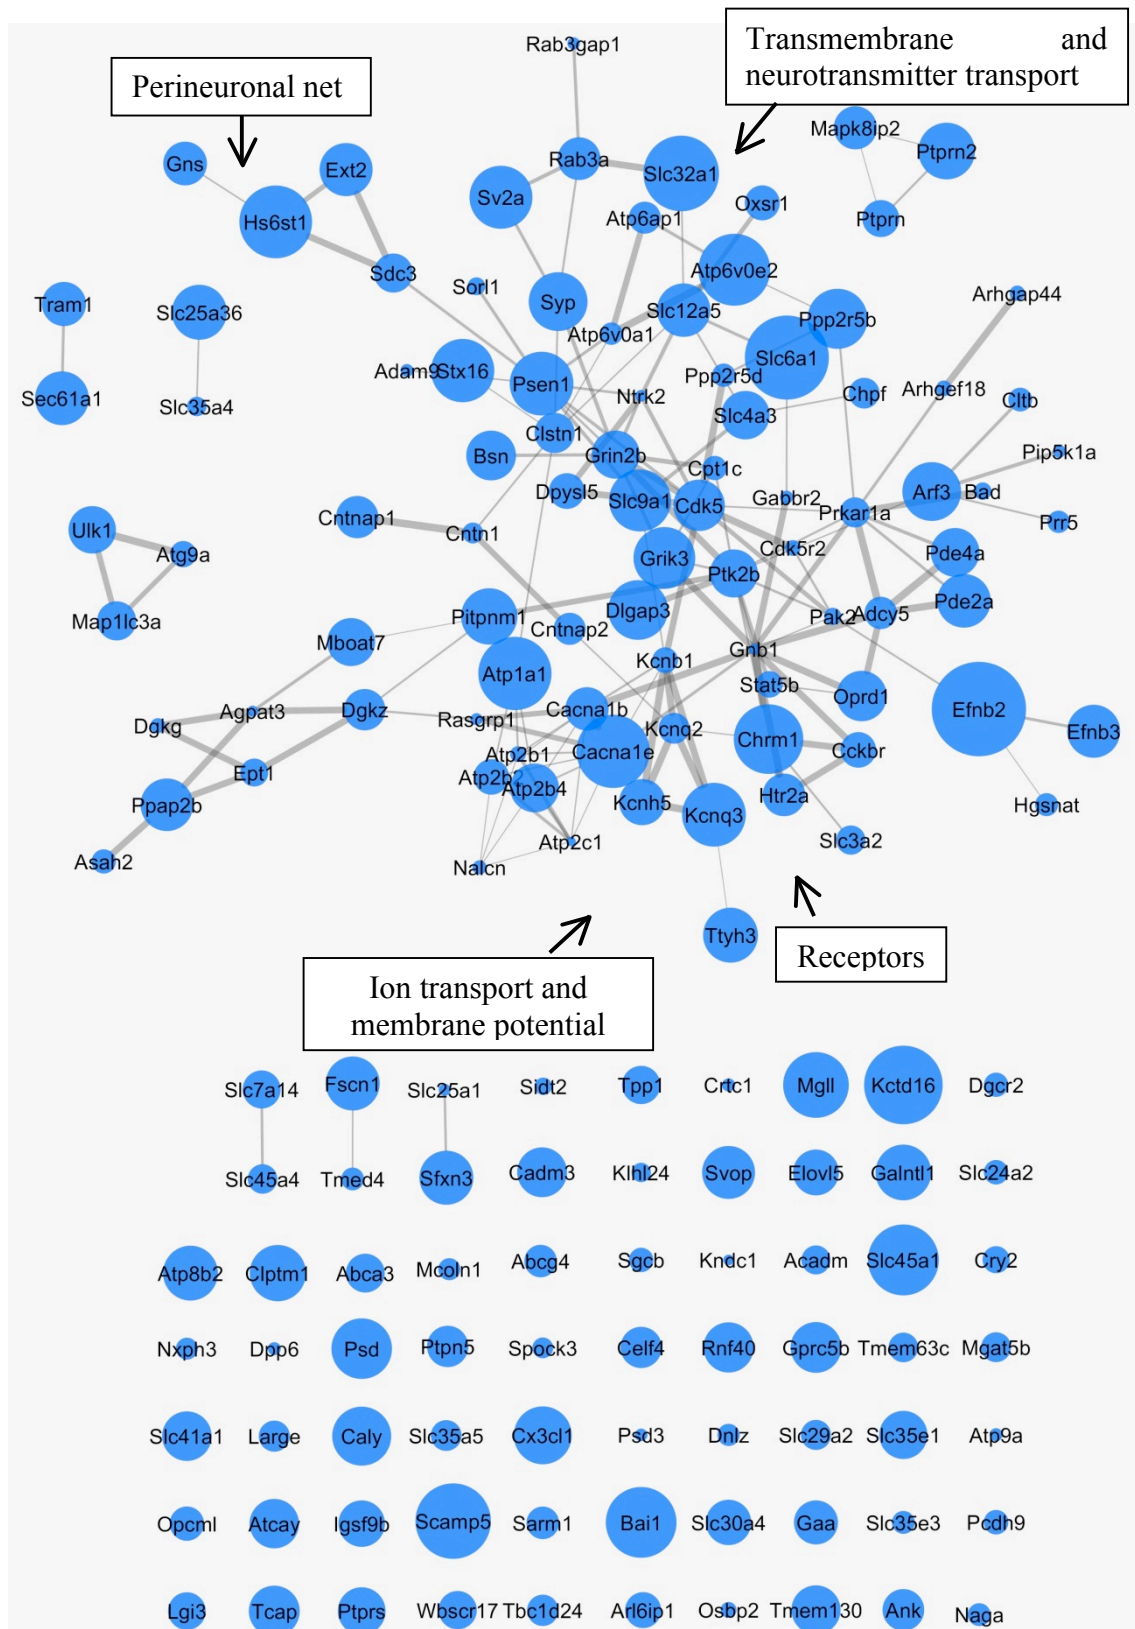 Rab3gap1
Transmembrane and
neurotransmitter transport
Perineuronal net
Mapk8ip2
Ptprn2
Ptprn
Gns
Ext2
Hs6st1
Sdc3
Rab3a
Slc32a1
Sv2a
Oxsr1
Atp6ap1
Atp6v0e2
Sorl1
Syp
Slc12a5
Ppp2r5b
Arhgap44
Tram1
Slc25a36
Atp6v0a1
Slc6a1
Adam9
Stx16
Psen1
Ppp2r5d
Ntrk2
Chpf
Arhgef18
Cltb
Sec61a1
Slc35a4
Slc4a3
Clstn1
Bsn
Grin2b
Cpt1c
Pip5k1a
Dpysl5
Slc9a1
Cdk5
Gabbr2
Prkar1a
Arf3
Bad
Prr5
Cntnap1
Cntn1
Ulk1
Atg9a
Map1lc3a
Grik3
Cdk5r2
Ptk2b
Pde4a
Pde2a
Pitpnm1
Cntnap2
Dlgap3
Pak2
Adcy5
Mboat7
Gnb1
Kcnb1
Atp1a1
Stat5b
Oprd1
Efnb2
Efnb3
Dgkg
Agpat3
Dgkz
Rasgrp1
Cacna1b
Kcnq2
Chrm1
Cckbr
Cacna1e
Atp2b1
Atp2b2
Atp2b4
Ept1
Ppap2b
Kcnh5
Kcnq3
Htr2a
Hgsnat
Asah2
Atp2c1
Nalcn
Slc3a2
Ttyh3
Receptors
Ion transport and
membrane potential
Slc7a14 Fscn1 Slc25a1 Sidt2 Tpp1 Crtc1 Mgll Kctd16 Dgcr2
Slc45a4 Tmed4 Sfxn3 Cadm3 Klhl24 Svop Elovl5 Galntl1 Slc24a2
Atp8b2 Clptm1 Abca3 Mcoln1 Abcg4 Sgcb Kndc1 Acadm Slc45a1 Cry2
Nxph3 Dpp6 Psd Ptpn5 Spock3 Celf4 Rnf40 Gprc5b Tmem63c Mgat5b
Slc41a1 Large Caly Slc35a5 Cx3cl1 Psd3 Dnlz Slc29a2 Slc35e1 Atp9a
Opcml Atcay Igsf9b Scamp5 Sarm1 Bai1 Slc30a4 Gaa Slc35e3 Pcdh9
Lgi3 Tcap Ptprs Wbscr17 Tbc1d24 Arl6ip1 Osbp2 Tmem130 Ank Naga